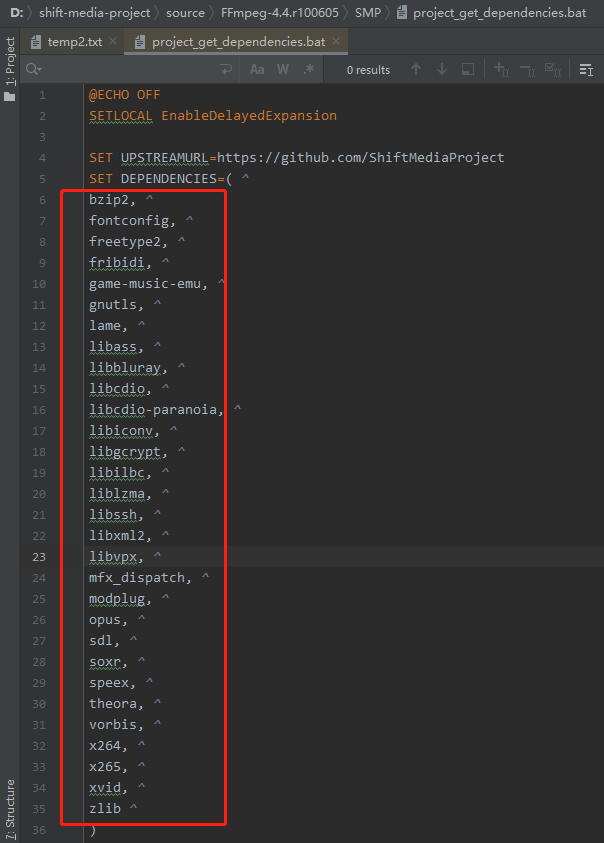 D: shift-media-project source FFmpeg-4.4.r100605 SMP project_get_dependencies.bat
1: Project
temp2.txt × project_get_dependencies.bat ×
Aa W .* 0 results
1 @ECHO OFF
2 SETLOCAL EnableDelayedExpansion
3
4 SET UPSTREAMURL=https://github.com/ShiftMediaProject
5 SET DEPENDENCIES=( ^
6 bzip2, ^
7 fontconfig, ^
8 freetype2, ^
9 fribidi, ^
10 game-music-emu, ^
11 gnutls, ^
12 lame, ^
13 libass, ^
14 libbluray, ^
15 libcdio, ^
16 libcdio-paranoia, ^
17 libiconv, ^
18 libgcrypt, ^
19 libilbc, ^
20 liblzma, ^
21 libssh, ^
22 libxml2, ^
23 libvpx, ^
24 mfx_dispatch, ^
25 modplug, ^
26 opus, ^
27 sdl, ^
28 soxr, ^
29 speex, ^
30 theora, ^
31 vorbis, ^
32 x264, ^
33 x265, ^
34 xvid, ^
35 zlib ^
36 )
7: Structure